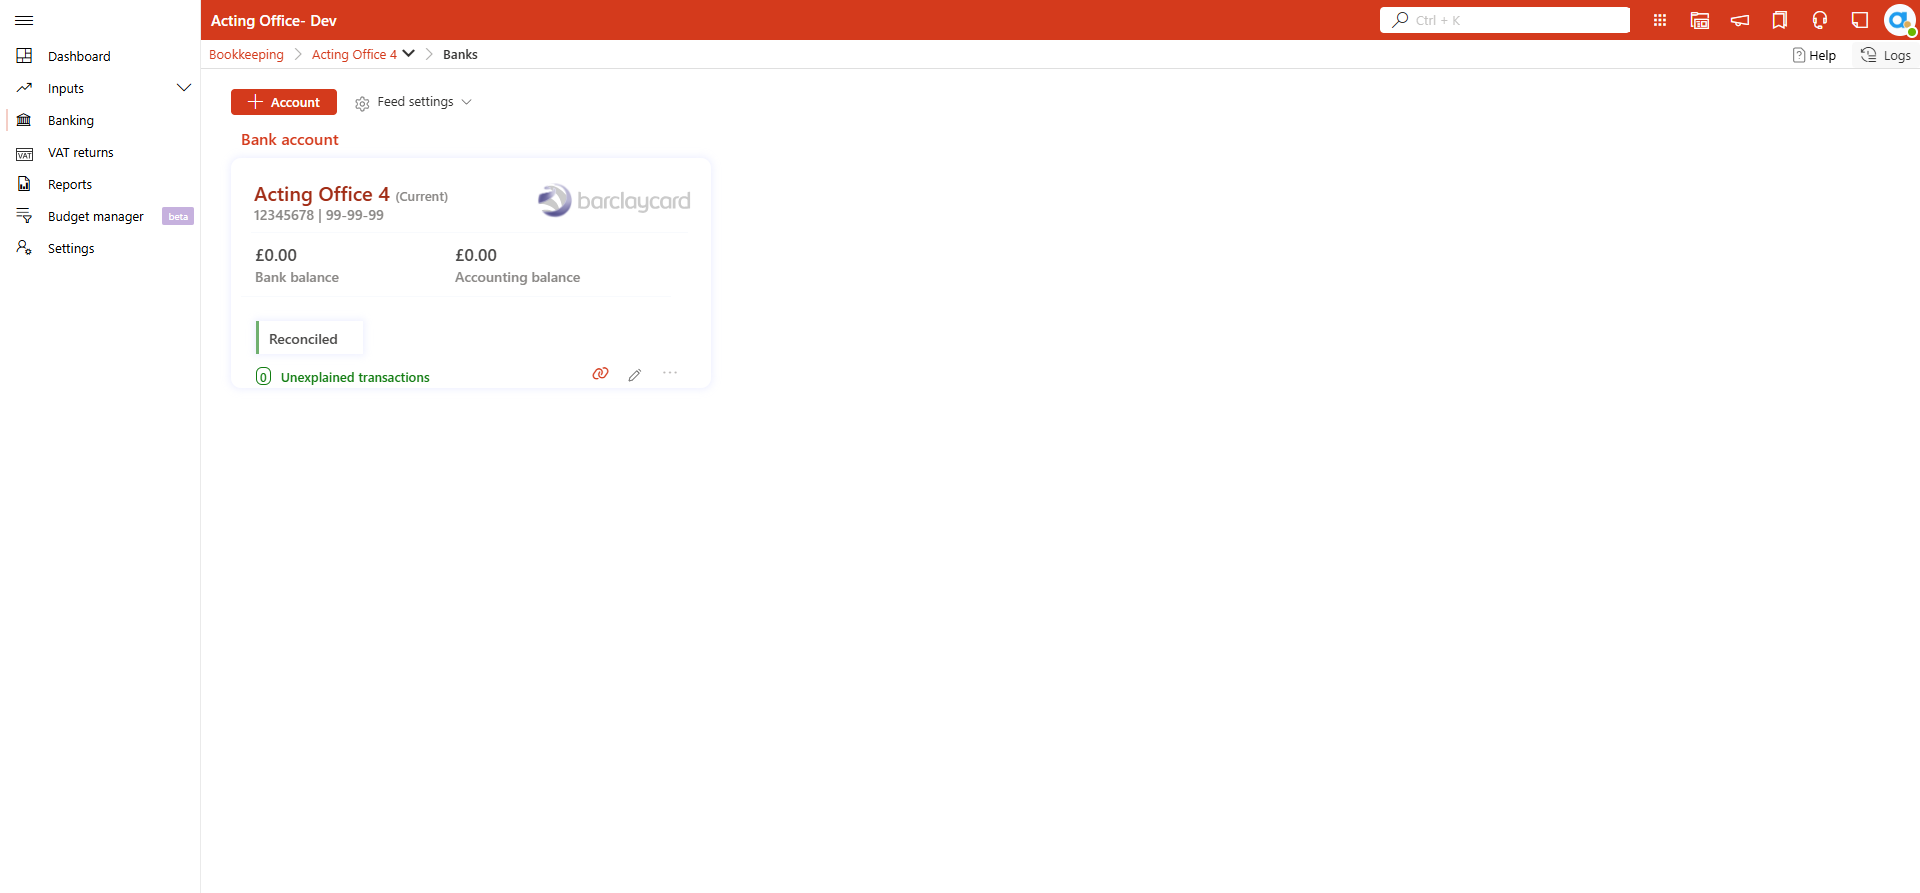 Acting Office- Dev
Ctrl + K
Bookkeeping
Acting Office 4
Banks
Help
Logs
Dashboard
Inputs
Banking
VAT
VAT returns
Reports
Budget manager beta
Settings
Account
Feed settings
Bank account
Acting Office 4 (Current)
12345678 | 99-99-99
barclaycard
£0.00
Bank balance
£0.00
Accounting balance
Reconciled
0 Unexplained transactions